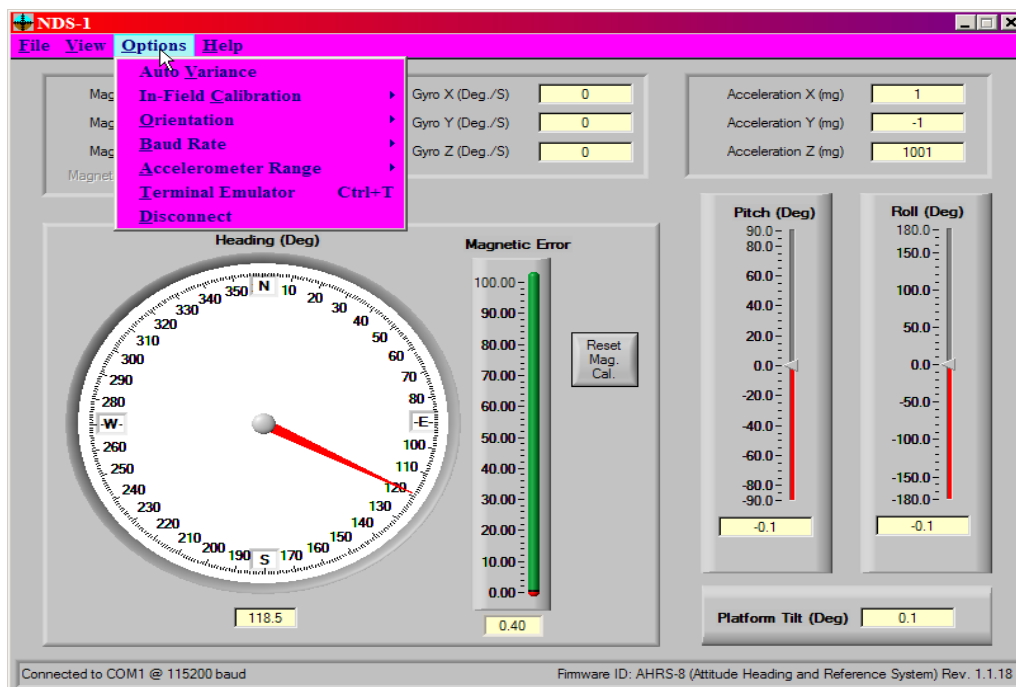 NDS-1
File View Options Help
Auto Variance
In-Field Calibration
Orientation
Baud Rate
Accelerometer Range
Terminal Emulator Ctrl+T
Disconnect
Mag
Mag
Mag
Magnet
Gyro X (Deg./S) 0
Gyro Y (Deg./S) 0
Gyro Z (Deg./S) 0
Acceleration X (mg) 1
Acceleration Y (mg) -1
Acceleration Z (mg) 1001
Heading (Deg)
N 10 20 30 40 50 60 70 80 -E- 100 110 120 130 140 150 160 170 S 190 200 210 220 230 240 250 260 -W- 280 290 300 310 320 330 340 350
118.5
Magnetic Error
100.00
90.00
80.00
70.00
60.00
50.00
40.00
30.00
20.00
10.00
0.00
0.40
Reset
Mag.
Cal.
Pitch (Deg)
90.0
80.0
60.0
40.0
20.0
0.0
-20.0
-40.0
-60.0
-80.0
-90.0
-0.1
Roll (Deg)
180.0
150.0
100.0
50.0
0.0
-50.0
-100.0
-150.0
-180.0
-0.1
Platform Tilt (Deg) 0.1
Connected to COM1 @ 115200 baud
Firmware ID: AHRS-8 (Attitude Heading and Reference System) Rev. 1.1.18